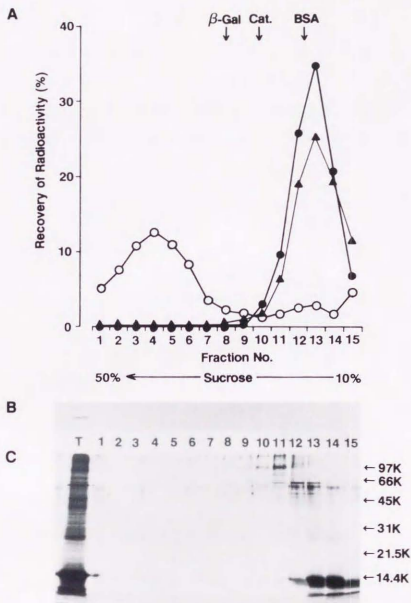 A
β-Gal Cat. BSA
↓ ↓ ↓
Recovery of Radioactivity (%)
40
30
20
10
0
1 2 3 4 5 6 7 8 9 10 11 12 13 14 15
Fraction No.
50% ← Sucrose 10%
B
C
T 1 2 3 4 5 6 7 8 9 10 11 12 13 14 15
←97K
←66K
←45K
←31K
←21.5K
←14.4K